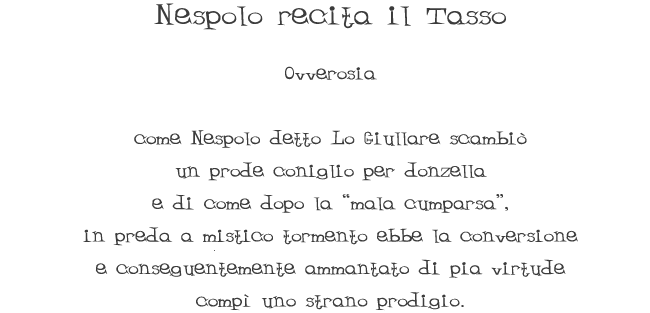 Nespolo recita il Tasso
Ovverosia
come Nespolo detto Lo Giullare scambiò
un prode coniglio per donzella
e di come dopo la “mala cumparsa”,
in preda a mistico tormento ebbe la conversione
e conseguentemente ammantato di pia virtude
compì uno strano prodigio.